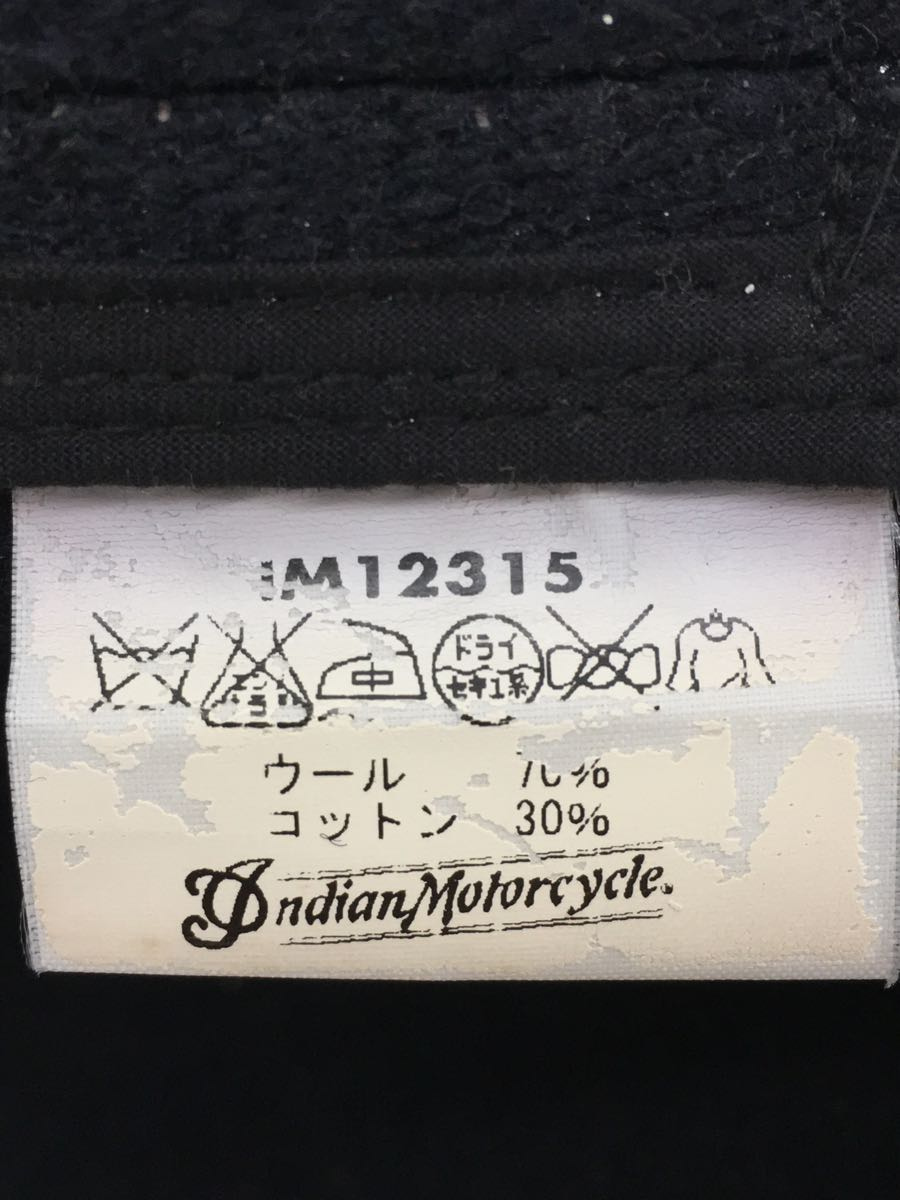 IM12315
中 ドライ セキユ系
ウール 70%
コットン 30%
Indian Motorcycle.